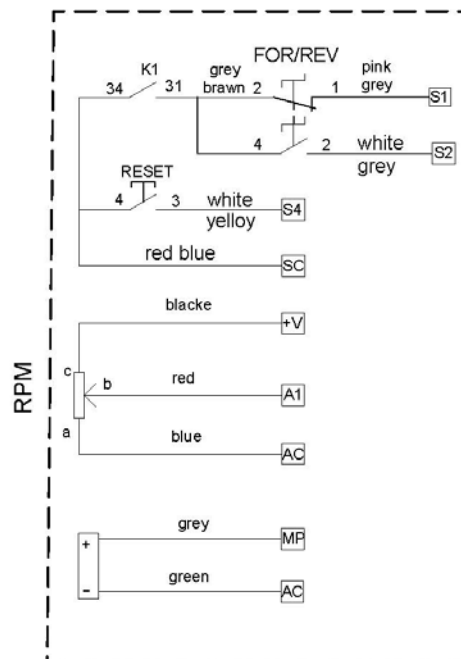 FOR/REV
K1
grey
brawn
pink
grey
34
31
2
1
S1
4
2
white
grey
S2
RESET
4
3
white
yelloy
S4
red blue
SC
blacke
+V
RPM
c
b
red
A1
a
blue
AC
grey
+
MP
green
-
AC